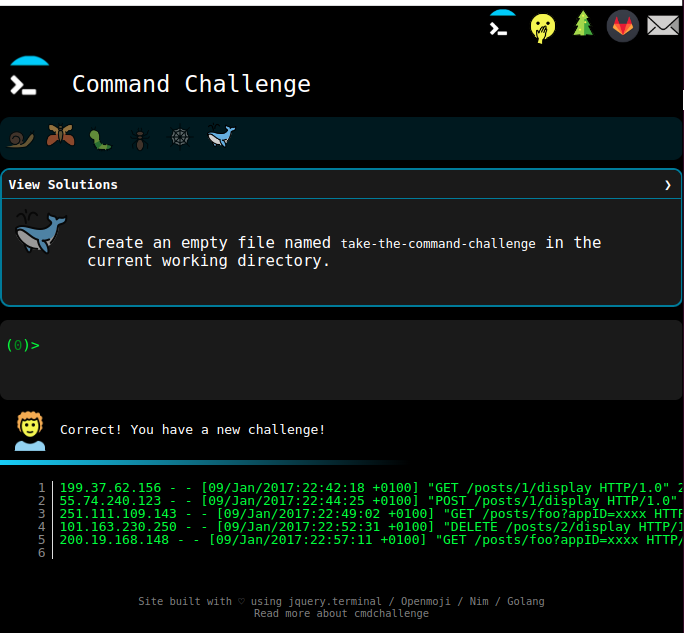 Command Challenge
View Solutions ❯
Create an empty file named take-the-command-challenge in the
current working directory.
(0)>
Correct! You have a new challenge!
1 199.37.62.156 - - [09/Jan/2017:22:42:18 +0100] "GET /posts/1/display HTTP/1.0" 2
2 55.74.240.123 - - [09/Jan/2017:22:44:25 +0100] "POST /posts/1/display HTTP/1.0"
3 251.111.109.143 - - [09/Jan/2017:22:49:02 +0100] "GET /posts/foo?appID=xxxx HTTP
4 101.163.230.250 - - [09/Jan/2017:22:52:31 +0100] "DELETE /posts/2/display HTTP/1
5 200.19.168.148 - - [09/Jan/2017:22:57:11 +0100] "GET /posts/foo?appID=xxxx HTTP/
6
Site built with ♡ using jquery.terminal / Openmoji / Nim / Golang
Read more about cmdchallenge